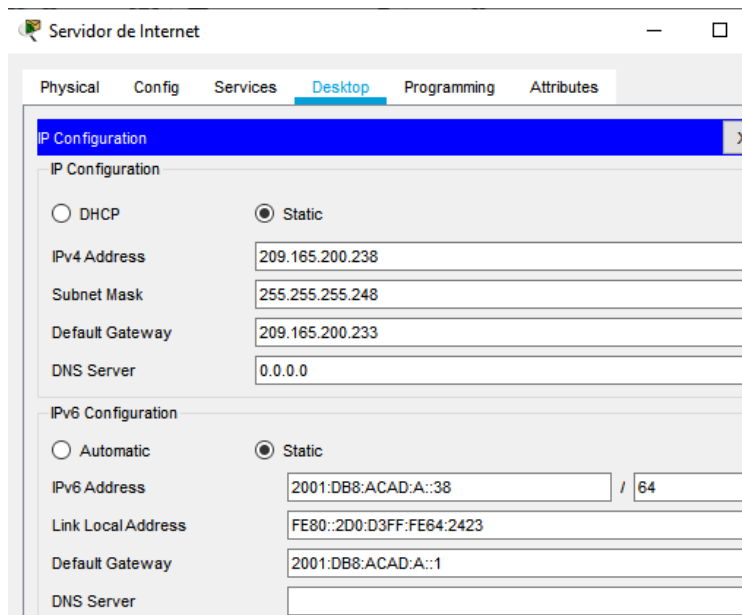 Servidor de Internet
Physical Config Services Desktop Programming Attributes
IP Configuration
IP Configuration
DHCP Static
IPv4 Address 209.165.200.238
Subnet Mask 255.255.255.248
Default Gateway 209.165.200.233
DNS Server 0.0.0.0
IPv6 Configuration
Automatic Static
IPv6 Address 2001:DB8:ACAD:A::38 / 64
Link Local Address FE80::2D0:D3FF:FE64:2423
Default Gateway 2001:DB8:ACAD:A::1
DNS Server